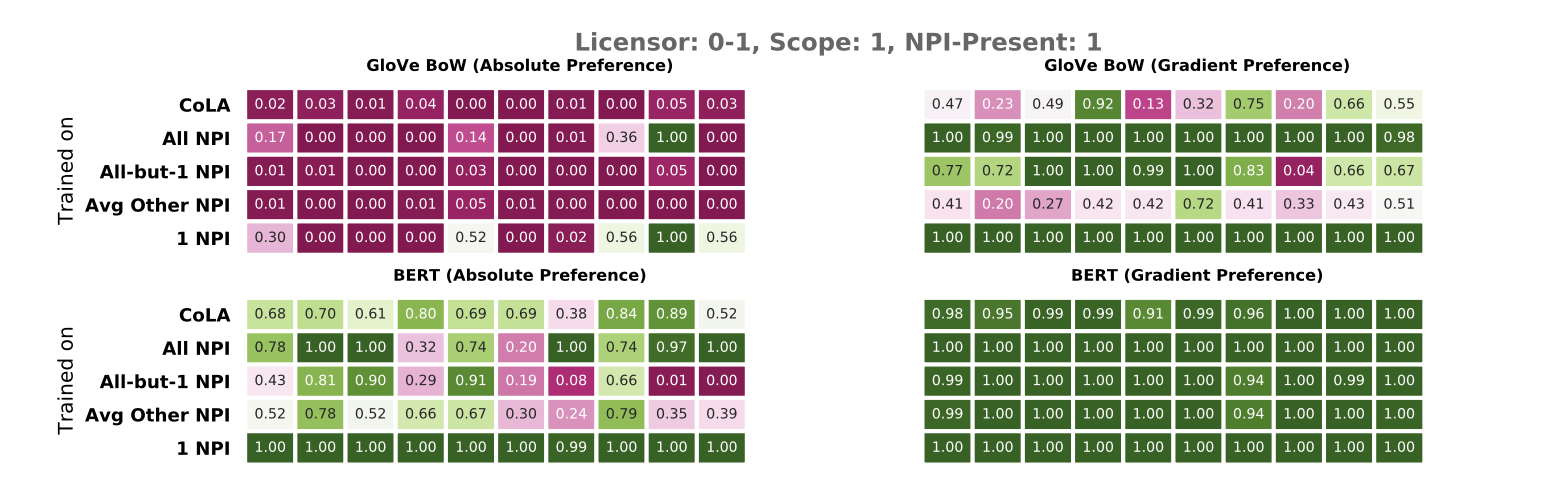 Licensor: 0-1, Scope: 1, NPI-Present: 1
GloVe BoW (Absolute Preference)
Trained on
CoLA 0.02 0.03 0.01 0.04 0.00 0.00 0.01 0.00 0.05 0.03
All NPI 0.17 0.00 0.00 0.00 0.14 0.00 0.01 0.36 1.00 0.00
All-but-1 NPI 0.01 0.01 0.00 0.00 0.03 0.00 0.00 0.00 0.05 0.00
Avg Other NPI 0.01 0.00 0.00 0.01 0.05 0.01 0.00 0.00 0.00 0.00
1 NPI 0.30 0.00 0.00 0.00 0.52 0.00 0.02 0.56 1.00 0.56
GloVe BoW (Gradient Preference)
0.47 0.23 0.49 0.92 0.13 0.32 0.75 0.20 0.66 0.55
1.00 0.99 1.00 1.00 1.00 1.00 1.00 1.00 1.00 0.98
0.77 0.72 1.00 1.00 0.99 1.00 0.83 0.04 0.66 0.67
0.41 0.20 0.27 0.42 0.42 0.72 0.41 0.33 0.43 0.51
1.00 1.00 1.00 1.00 1.00 1.00 1.00 1.00 1.00 1.00
BERT (Absolute Preference)
Trained on
CoLA 0.68 0.70 0.61 0.80 0.69 0.69 0.38 0.84 0.89 0.52
All NPI 0.78 1.00 1.00 0.32 0.74 0.20 1.00 0.74 0.97 1.00
All-but-1 NPI 0.43 0.81 0.90 0.29 0.91 0.19 0.08 0.66 0.01 0.00
Avg Other NPI 0.52 0.78 0.52 0.66 0.67 0.30 0.24 0.79 0.35 0.39
1 NPI 1.00 1.00 1.00 1.00 1.00 1.00 0.99 1.00 1.00 1.00
BERT (Gradient Preference)
0.98 0.95 0.99 0.99 0.91 0.99 0.96 1.00 1.00 1.00
1.00 1.00 1.00 1.00 1.00 1.00 1.00 1.00 1.00 1.00
0.99 1.00 1.00 1.00 1.00 1.00 0.94 1.00 0.99 1.00
0.99 1.00 1.00 1.00 1.00 1.00 0.94 1.00 1.00 1.00
1.00 1.00 1.00 1.00 1.00 1.00 1.00 1.00 1.00 1.00